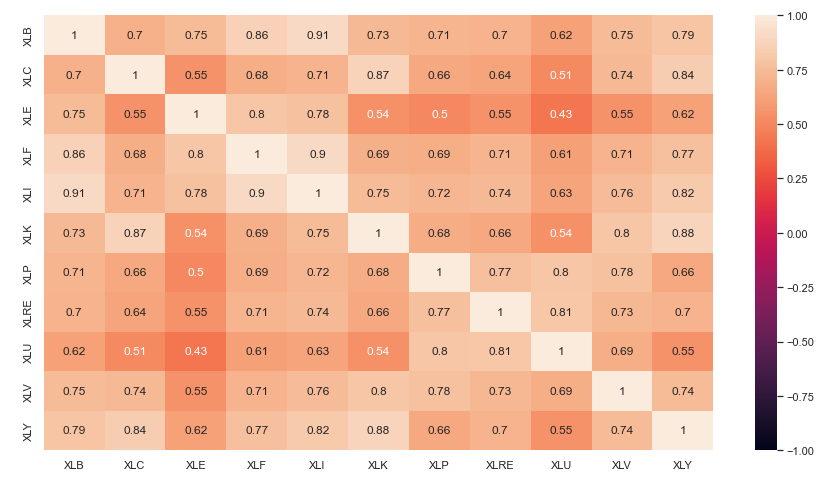 XLB 1 0.7 0.75 0.86 0.91 0.73 0.71 0.7 0.62 0.75 0.79
XLC 0.7 1 0.55 0.68 0.71 0.87 0.66 0.64 0.51 0.74 0.84
XLE 0.75 0.55 1 0.8 0.78 0.54 0.5 0.55 0.43 0.55 0.62
XLF 0.86 0.68 0.8 1 0.9 0.69 0.69 0.71 0.61 0.71 0.77
XLI 0.91 0.71 0.78 0.9 1 0.75 0.72 0.74 0.63 0.76 0.82
XLK 0.73 0.87 0.54 0.69 0.75 1 0.68 0.66 0.54 0.8 0.88
XLP 0.71 0.66 0.5 0.69 0.72 0.68 1 0.77 0.8 0.78 0.66
XLRE 0.7 0.64 0.55 0.71 0.74 0.66 0.77 1 0.81 0.73 0.7
XLU 0.62 0.51 0.43 0.61 0.63 0.54 0.8 0.81 1 0.69 0.55
XLV 0.75 0.74 0.55 0.71 0.76 0.8 0.78 0.73 0.69 1 0.74
XLY 0.79 0.84 0.62 0.77 0.82 0.88 0.66 0.7 0.55 0.74 1
XLB XLC XLE XLF XLI XLK XLP XLRE XLU XLV XLY
1.00
0.75
0.50
0.25
0.00
−0.25
−0.50
−0.75
−1.00